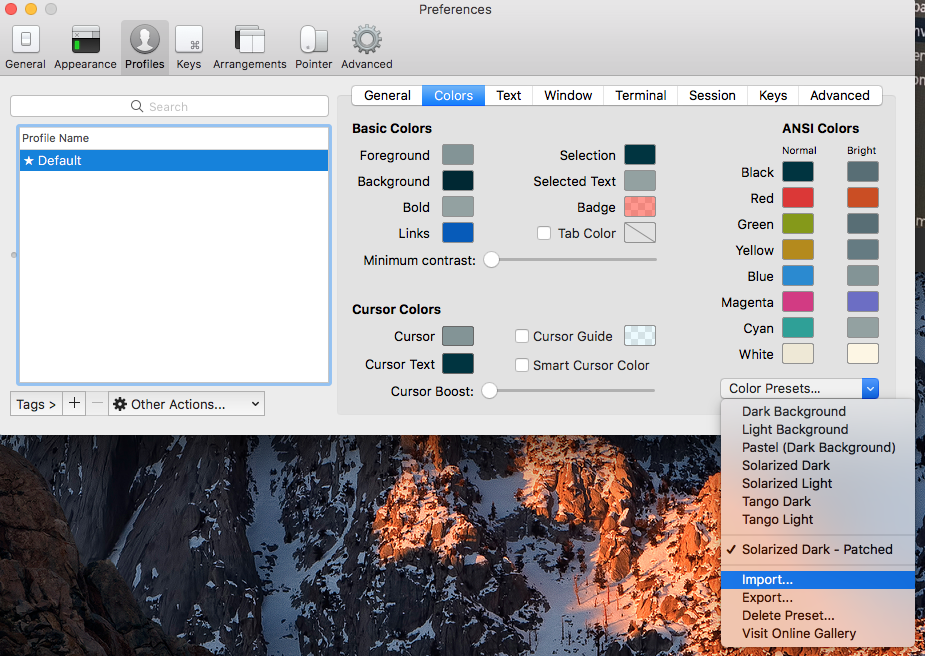 Preferences
General Appearance Profiles Keys Arrangements Pointer Advanced
Search
Profile Name
★ Default
Tags > + − Other Actions...
General Colors Text Window Terminal Session Keys Advanced
Basic Colors
Foreground
Background
Bold
Links
Selection
Selected Text
Badge
Tab Color
Minimum contrast:
Cursor Colors
Cursor
Cursor Text
Cursor Guide
Smart Cursor Color
Cursor Boost:
ANSI Colors
Normal Bright
Black
Red
Green
Yellow
Blue
Magenta
Cyan
White
Color Presets...
Dark Background
Light Background
Pastel (Dark Background)
Solarized Dark
Solarized Light
Tango Dark
Tango Light
✓ Solarized Dark - Patched
Import...
Export...
Delete Preset...
Visit Online Gallery